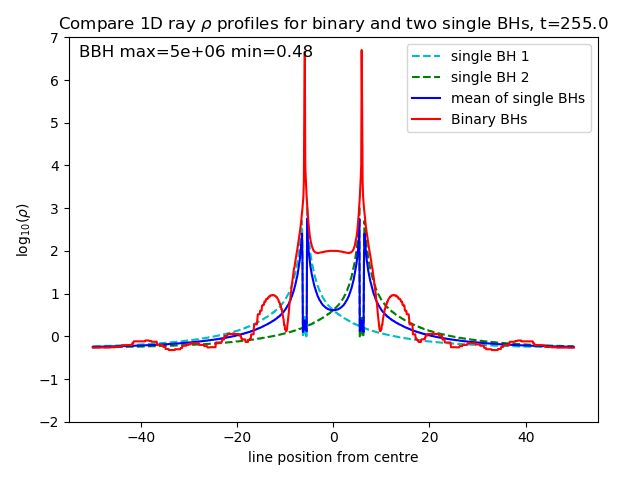 Compare 1D ray ρ profiles for binary and two single BHs, t=255.0
BBH max=5e+06 min=0.48
single BH 1
single BH 2
mean of single BHs
Binary BHs
7
6
5
4
3
2
1
0
−1
−2
log10(ρ)
−40
−20
0
20
40
line position from centre